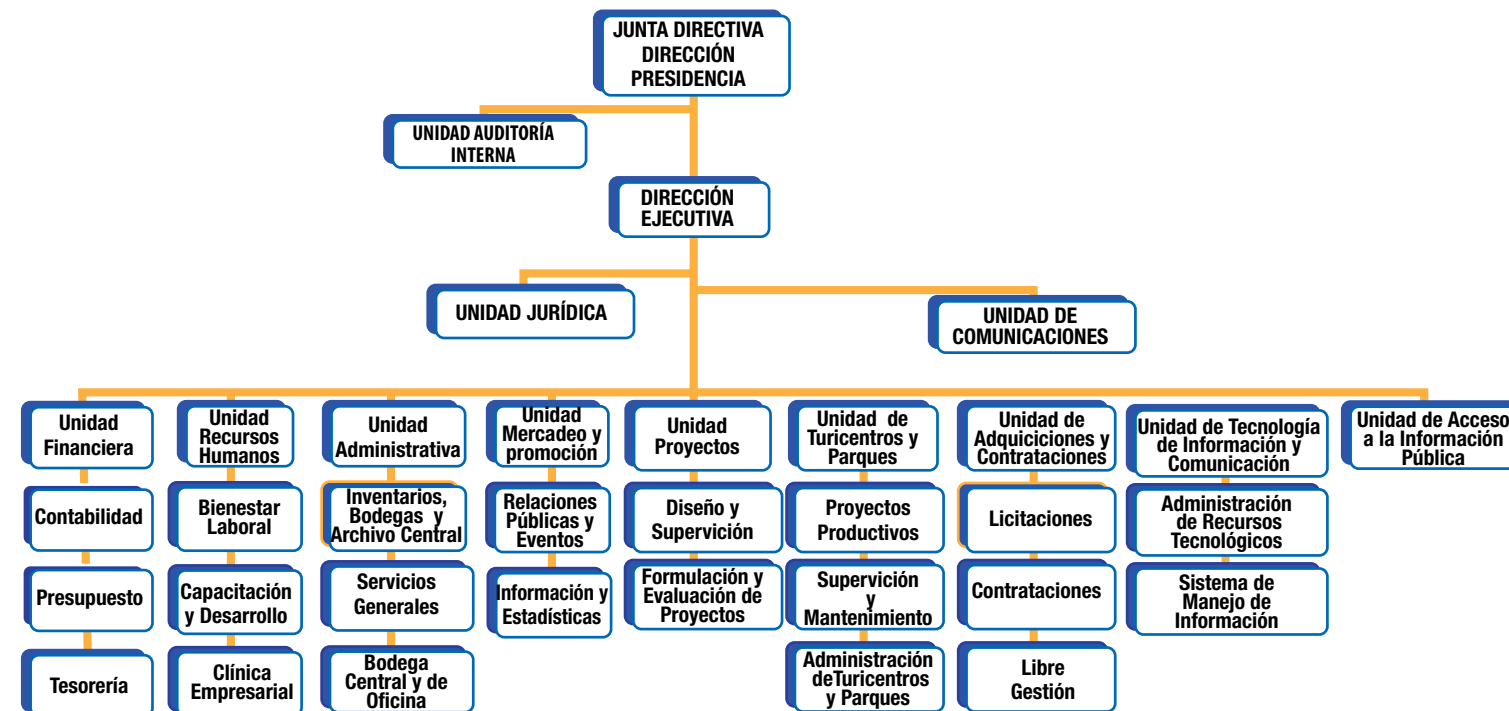 JUNTA DIRECTIVA
DIRECCIÓN
PRESIDENCIA
UNIDAD AUDITORÍA
INTERNA
DIRECCIÓN
EJECUTIVA
UNIDAD JURÍDICA
UNIDAD DE
COMUNICACIONES
Unidad
Financiera
Contabilidad
Presupuesto
Tesorería
Unidad
Recursos
Humanos
Bienestar
Laboral
Capacitación
y Desarrollo
Clínica
Empresarial
Unidad
Administrativa
Inventarios,
Bodegas y
Archivo Central
Servicios
Generales
Bodega
Central y de
Oficina
Unidad
Mercadeo y
promoción
Relaciones
Públicas y
Eventos
Información y
Estadísticas
Unidad
Proyectos
Diseño y
Supervición
Formulación y
Evaluación de
Proyectos
Unidad de
Turicentros y
Parques
Proyectos
Productivos
Supervición
y
Mantenimiento
Administración
deTuricentros
y Parques
Unidad de
Adquiciciones y
Contrataciones
Licitaciones
Contrataciones
Libre
Gestión
Unidad de Tecnología
de Información y
Comunicación
Administración
de Recursos
Tecnológicos
Sistema de
Manejo de
Información
Unidad de Acceso
a la Información
Pública